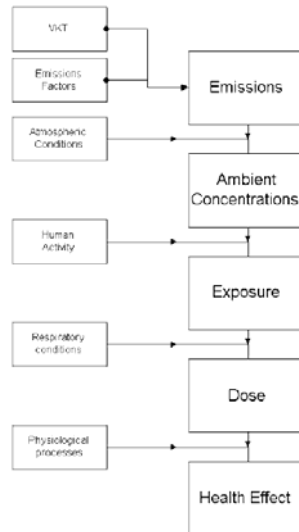 VKT
Emissions
Factors
Emissions
Atmospheric
Conditions
Ambient
Concentrations
Human
Activity
Exposure
Respiratory
conditions
Dose
Physiological
processes
Health Effect